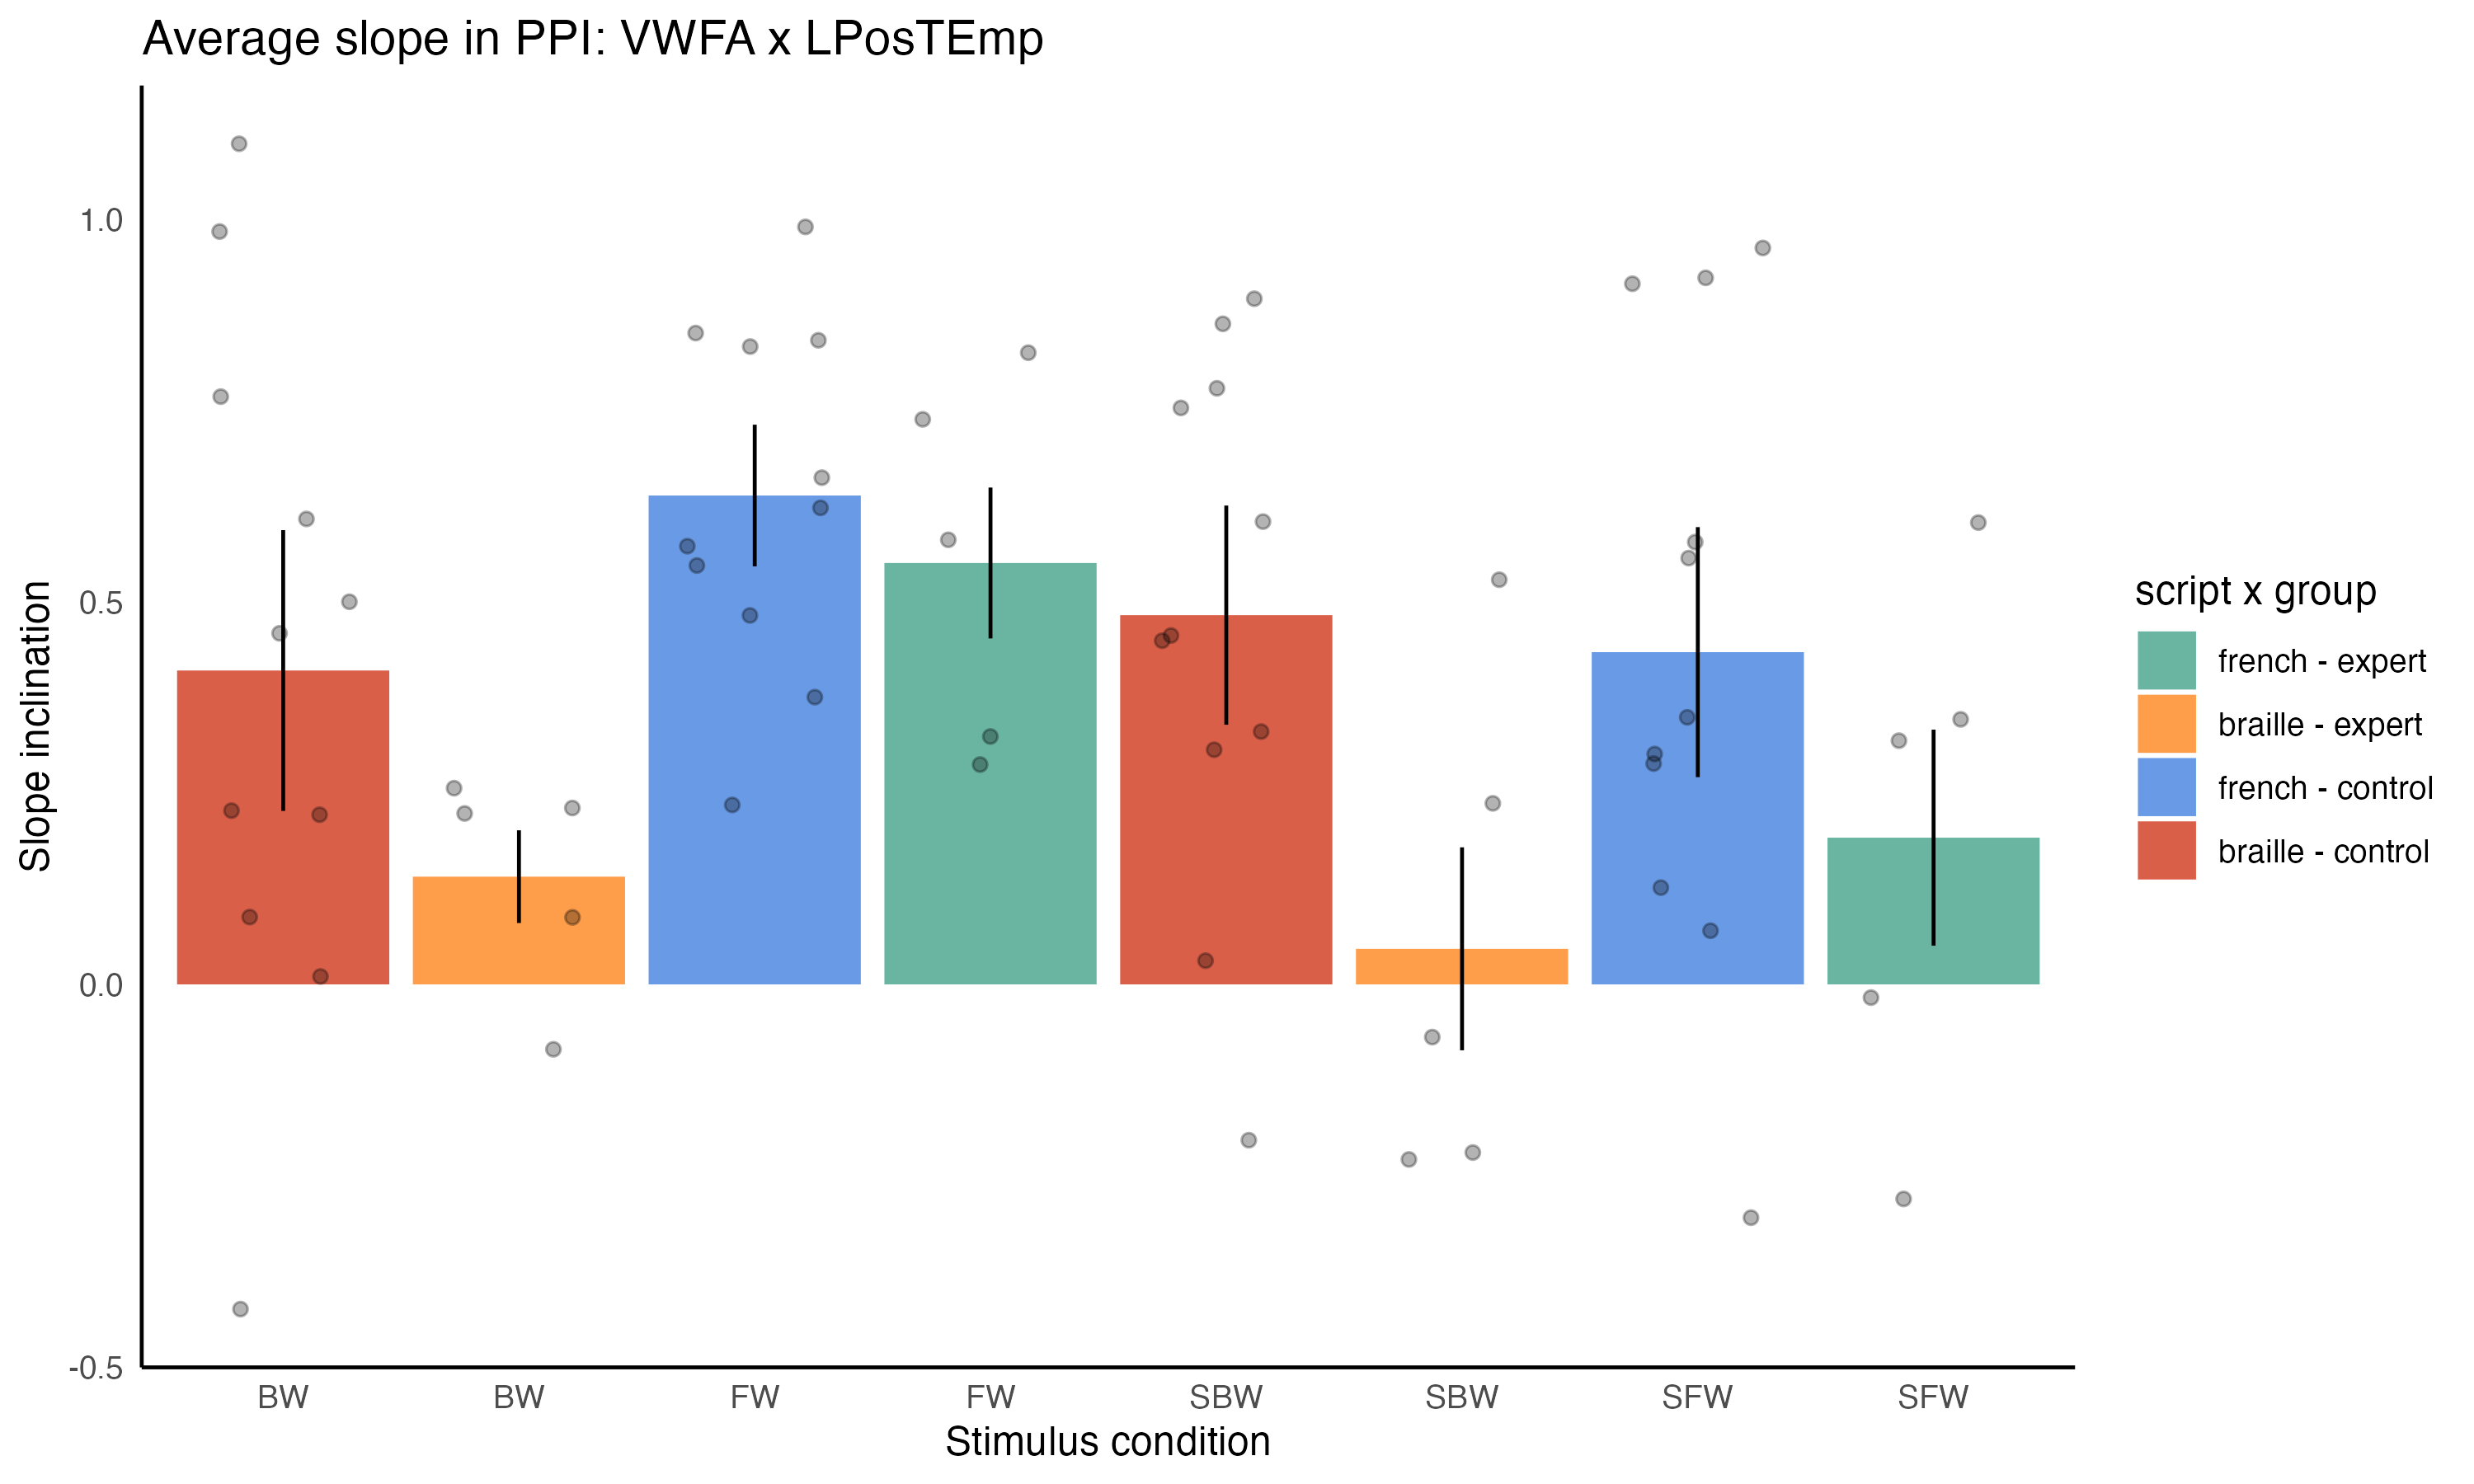 Average slope in PPI: VWFA x LPosTEmp
Slope inclination
1.0
0.5
0.0
-0.5
BW BW FW FW SBW SBW SFW SFW
Stimulus condition
script x group
french - expert
braille - expert
french - control
braille - control